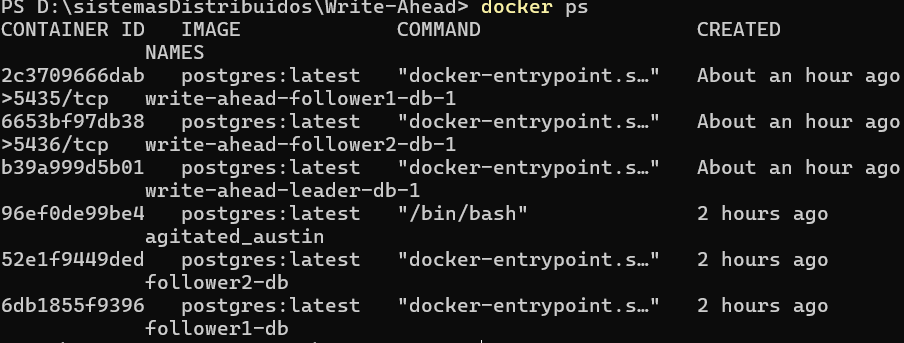 PS D:\sistemasDistribuidos\Write-Ahead> docker ps
CONTAINER ID   IMAGE             COMMAND                  CREATED
            NAMES
2c3709666dab   postgres:latest   "docker-entrypoint.s…"   About an hour ago
>5435/tcp   write-ahead-follower1-db-1
6653bf97db38   postgres:latest   "docker-entrypoint.s…"   About an hour ago
>5436/tcp   write-ahead-follower2-db-1
b39a999d5b01   postgres:latest   "docker-entrypoint.s…"   About an hour ago
            write-ahead-leader-db-1
96ef0de99be4   postgres:latest   "/bin/bash"              2 hours ago
            agitated_austin
52e1f9449ded   postgres:latest   "docker-entrypoint.s…"   2 hours ago
            follower2-db
6db1855f9396   postgres:latest   "docker-entrypoint.s…"   2 hours ago
            follower1-db